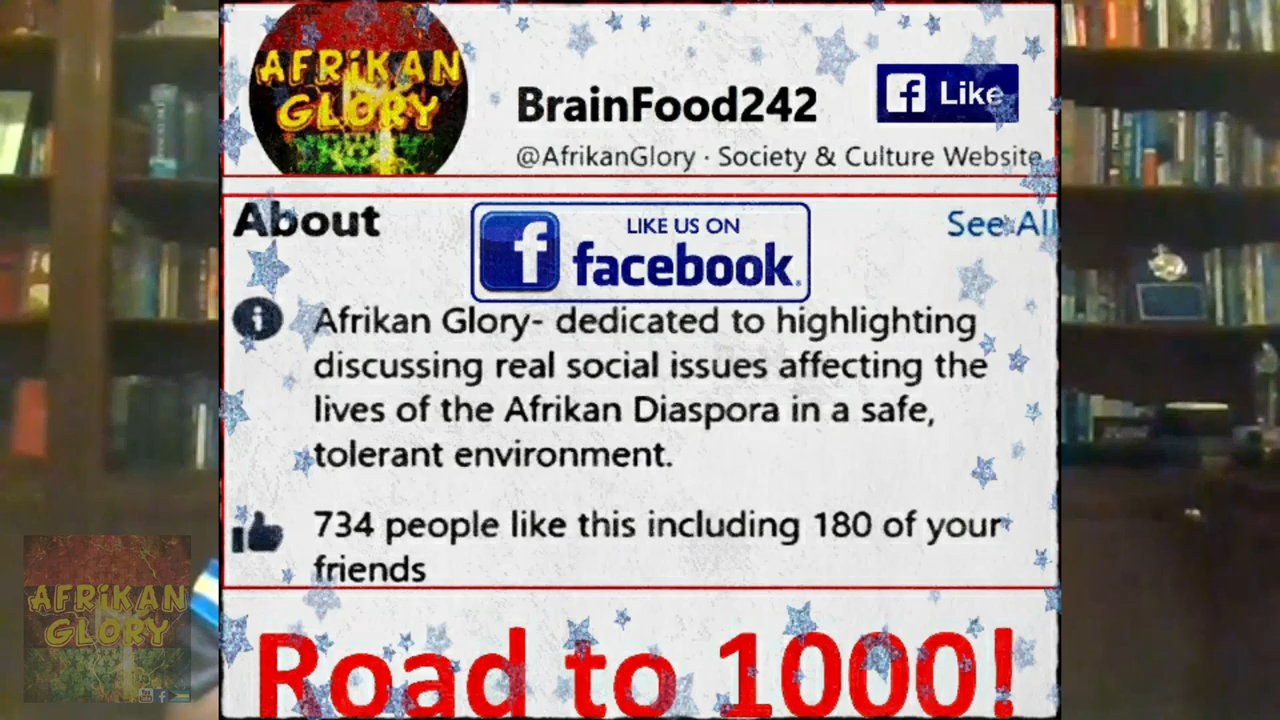 AFRiKAN
GLORY
BrainFood242
f Like
@AfrikanGlory · Society & Culture Website
About
See All
f LIKE US ON
facebook.
Afrikan Glory- dedicated to highlighting
discussing real social issues affecting the
lives of the Afrikan Diaspora in a safe,
tolerant environment.
734 people like this including 180 of your
friends
AFRiKAN
GLORY
You
Tube f
Road to 1000!